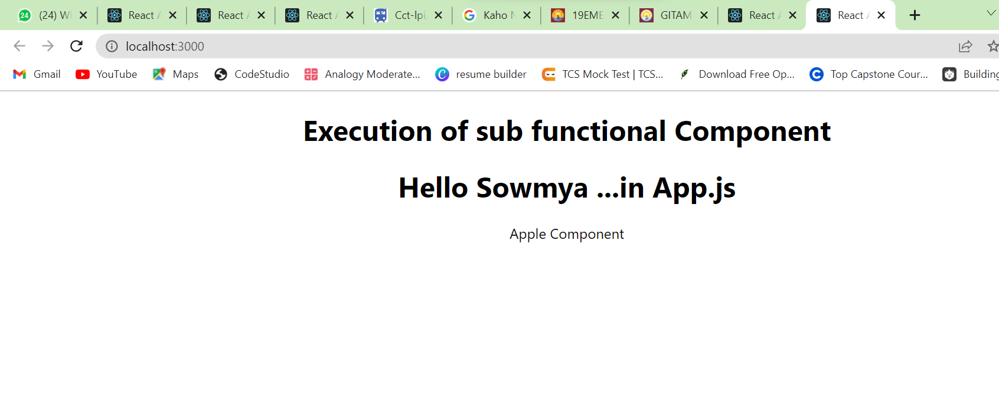 24 (24) W React React React Cct-lpi Kaho 19EME GITAM React React
localhost:3000
Gmail YouTube Maps CodeStudio Analogy Moderate... resume builder TCS Mock Test | TCS... Download Free Op... Top Capstone Cour... Building
Execution of sub functional Component
Hello Sowmya ...in App.js
Apple Component